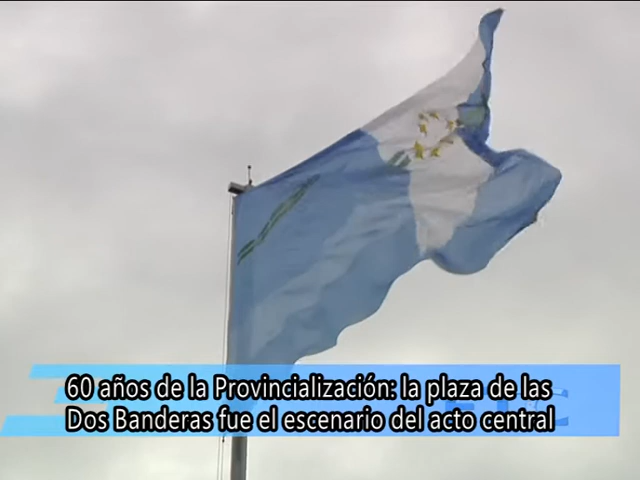 60 años de la Provincialización: la plaza de las
Dos Banderas fue el escenario del acto central